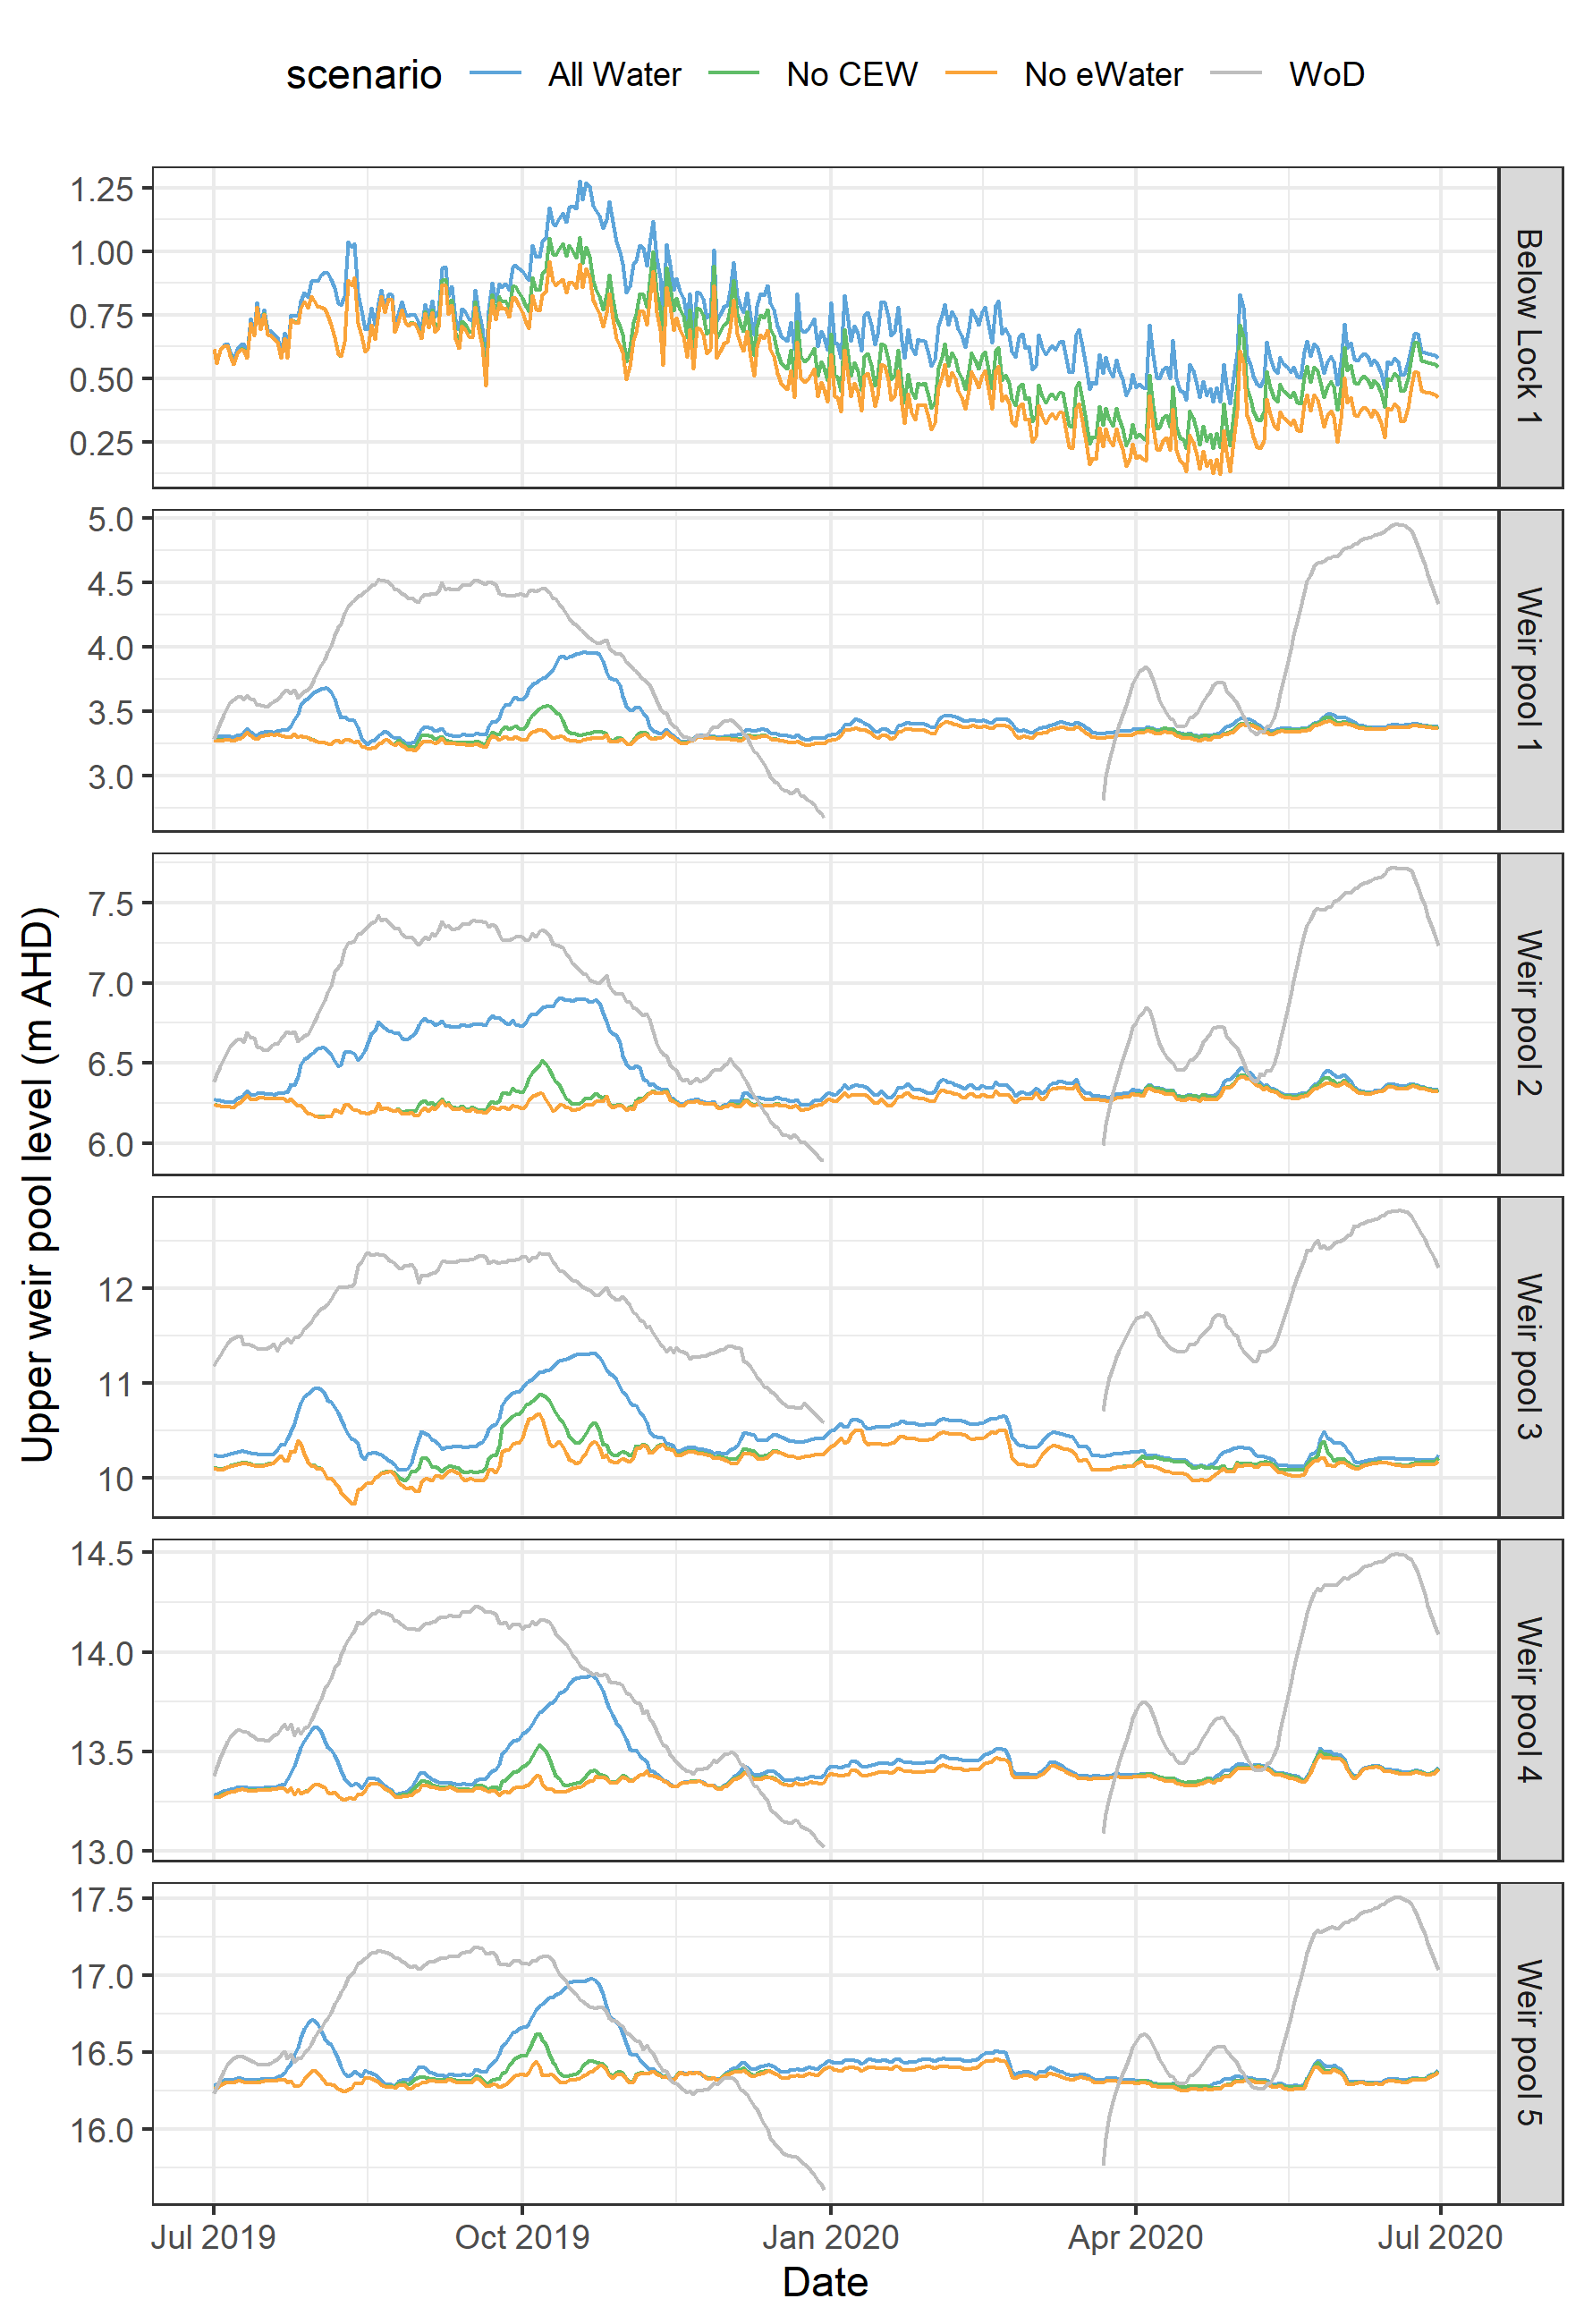 scenario All Water No CEW No eWater WoD
Upper weir pool level (m AHD)
1.25
1.00
0.75
0.50
0.25
Below Lock 1
5.0
4.5
4.0
3.5
3.0
Weir pool 1
7.5
7.0
6.5
6.0
Weir pool 2
12
11
10
Weir pool 3
14.5
14.0
13.5
13.0
Weir pool 4
17.5
17.0
16.5
16.0
Weir pool 5
Jul 2019 Oct 2019 Jan 2020 Apr 2020 Jul 2020
Date